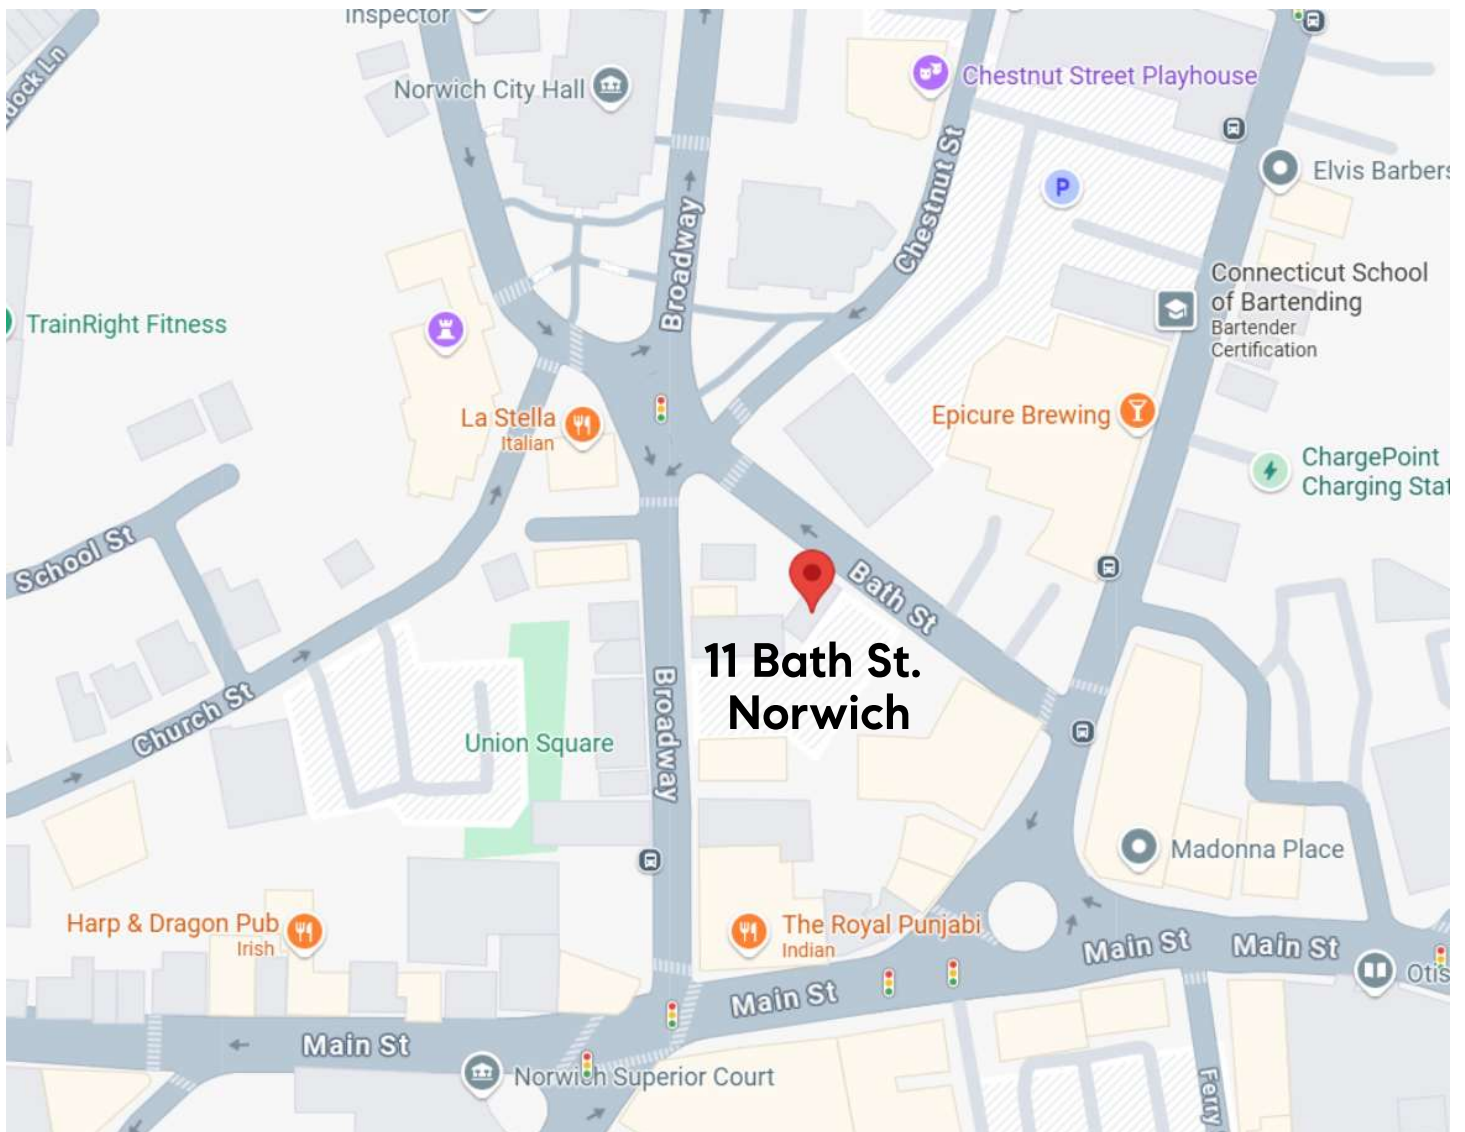 Inspector
Norwich City Hall
Chestnut Street Playhouse
dock Ln
Chestnut St
Elvis Barbers
P
Broadway
Connecticut School
of Bartending
Bartender
Certification
TrainRight Fitness
La Stella
Italian
Epicure Brewing
ChargePoint
Charging Stat
School St
Bath St
11 Bath St.
Norwich
Church St
Union Square
Broadway
Madonna Place
Harp & Dragon Pub
Irish
The Royal Punjabi
Indian
Main St
Main St
Otis
Main St
Main St
Norwich Superior Court
Ferry